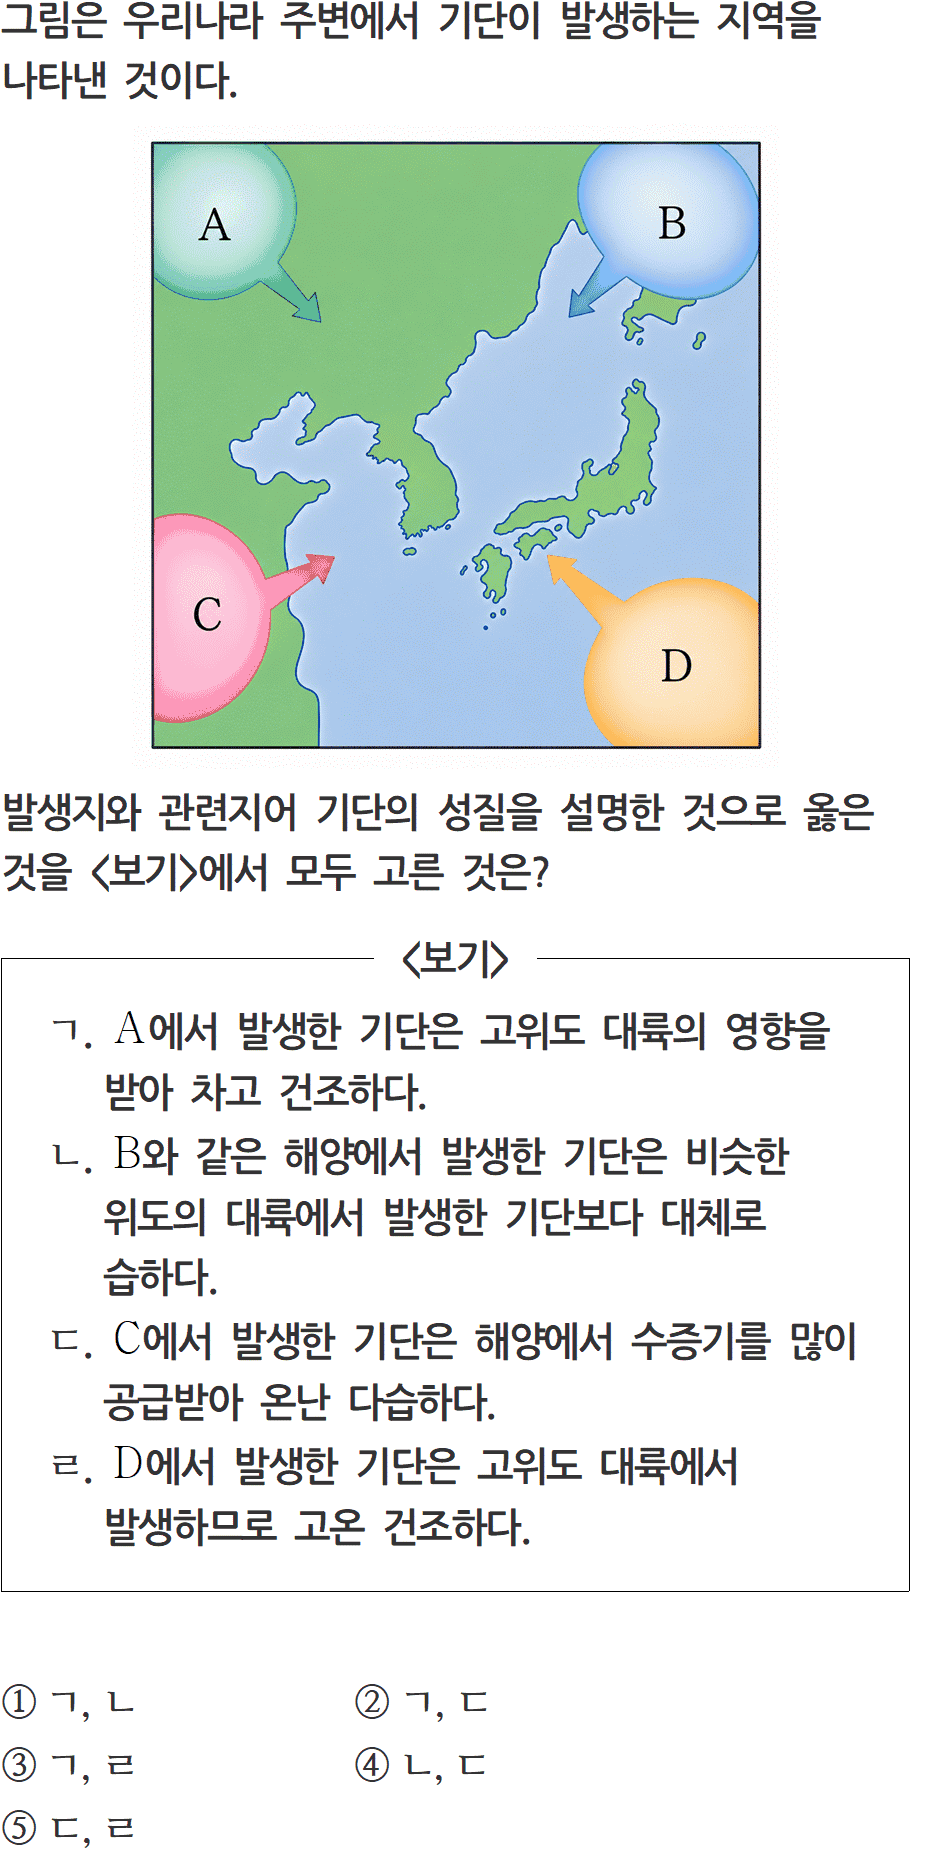 그림은 우리나라 주변에서 기단이 발생하는 지역을
나타낸 것이다.
A
B
C
D
발생지와 관련지어 기단의 성질을 설명한 것으로 옳은
것을 <보기>에서 모두 고른 것은?
<보기>
ㄱ. A에서 발생한 기단은 고위도 대륙의 영향을
받아 차고 건조하다.
ㄴ. B와 같은 해양에서 발생한 기단은 비슷한
위도의 대륙에서 발생한 기단보다 대체로
습하다.
ㄷ. C에서 발생한 기단은 해양에서 수증기를 많이
공급받아 온난 다습하다.
ㄹ. D에서 발생한 기단은 고위도 대륙에서
발생하므로 고온 건조하다.
① ㄱ, ㄴ ② ㄱ, ㄷ
③ ㄱ, ㄹ ④ ㄴ, ㄷ
⑤ ㄷ, ㄹ